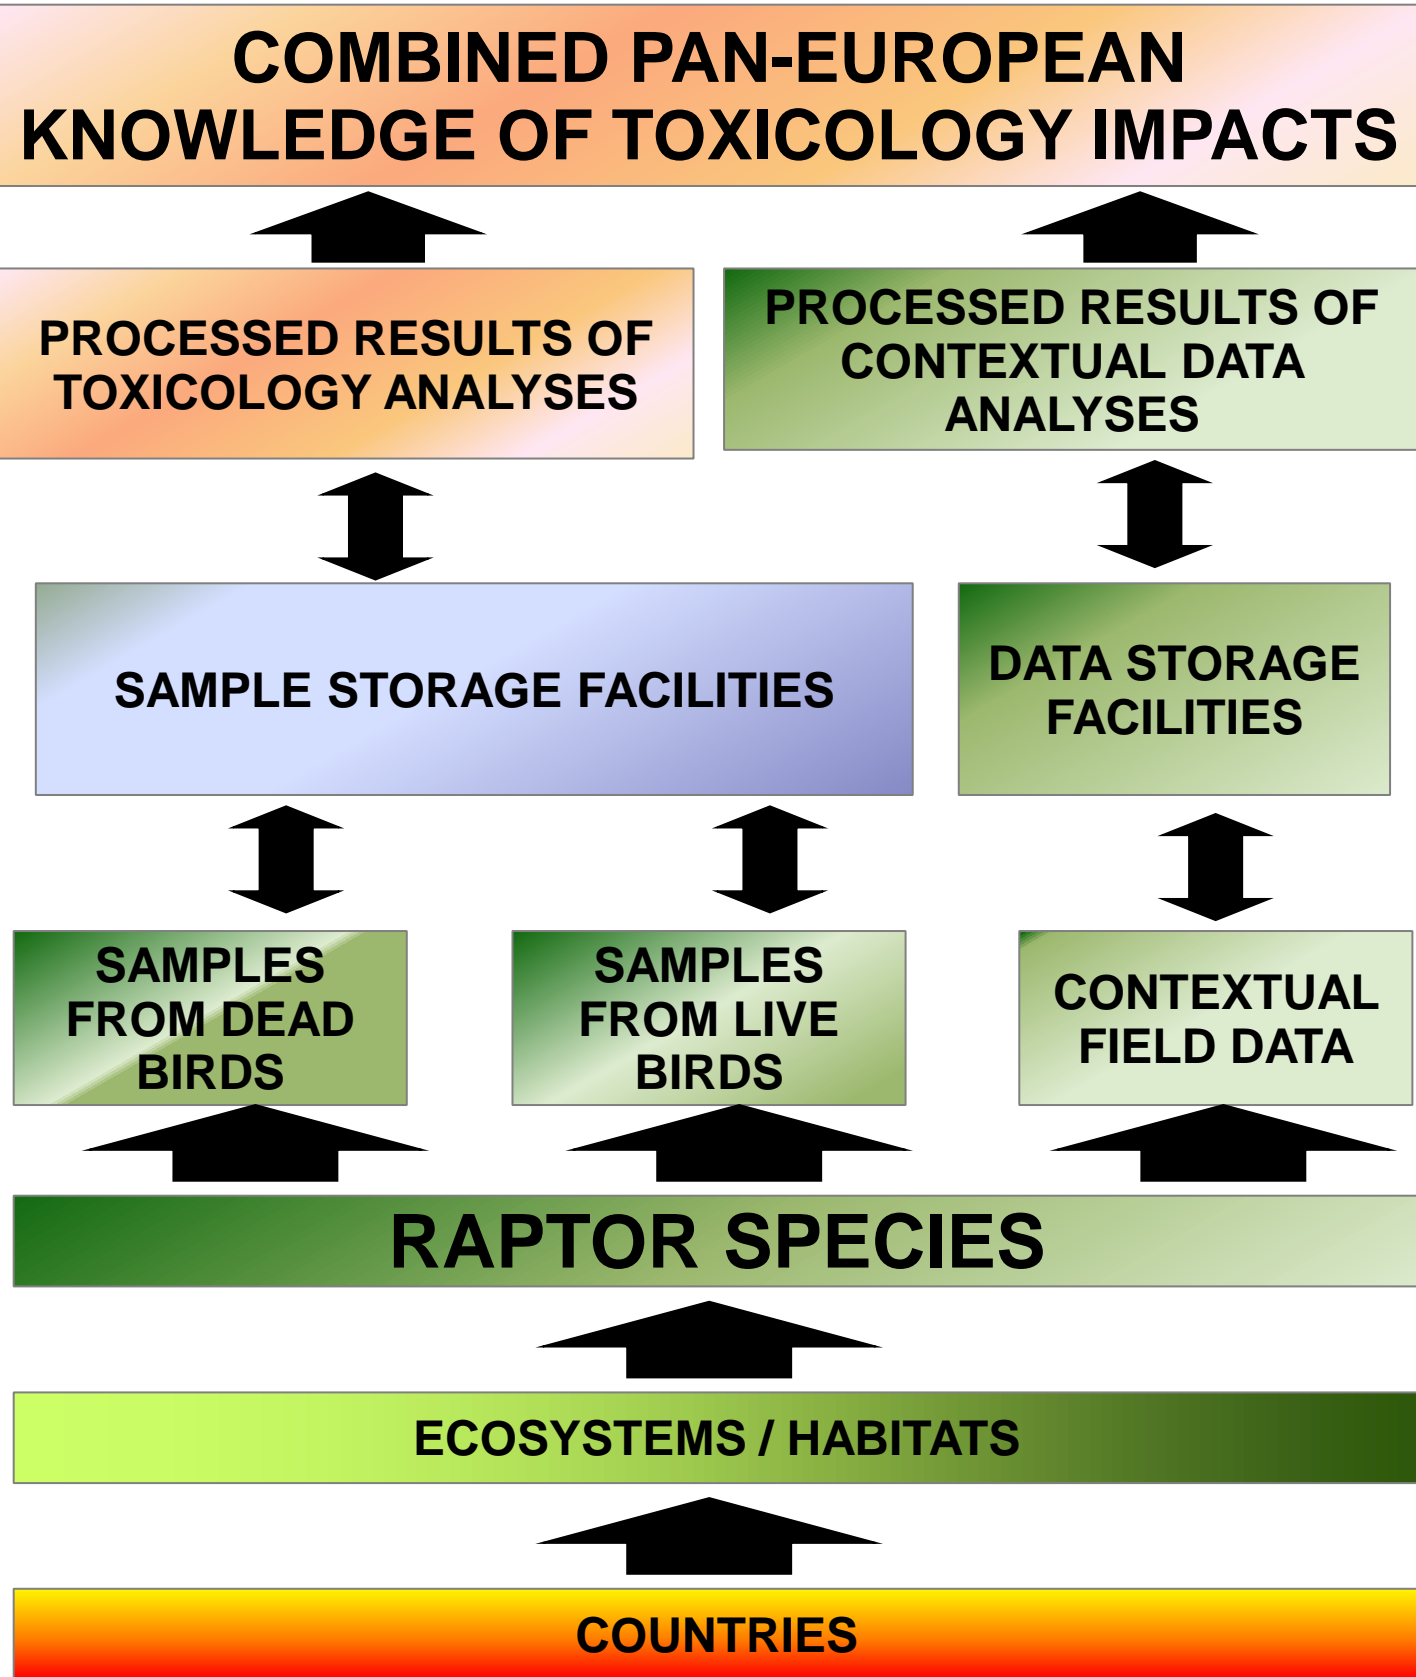 COMBINED PAN-EUROPEAN
KNOWLEDGE OF TOXICOLOGY IMPACTS
PROCESSED RESULTS OF
TOXICOLOGY ANALYSES
PROCESSED RESULTS OF
CONTEXTUAL DATA
ANALYSES
SAMPLE STORAGE FACILITIES
DATA STORAGE
FACILITIES
SAMPLES
FROM DEAD
BIRDS
SAMPLES
FROM LIVE
BIRDS
CONTEXTUAL
FIELD DATA
RAPTOR SPECIES
ECOSYSTEMS / HABITATS
COUNTRIES